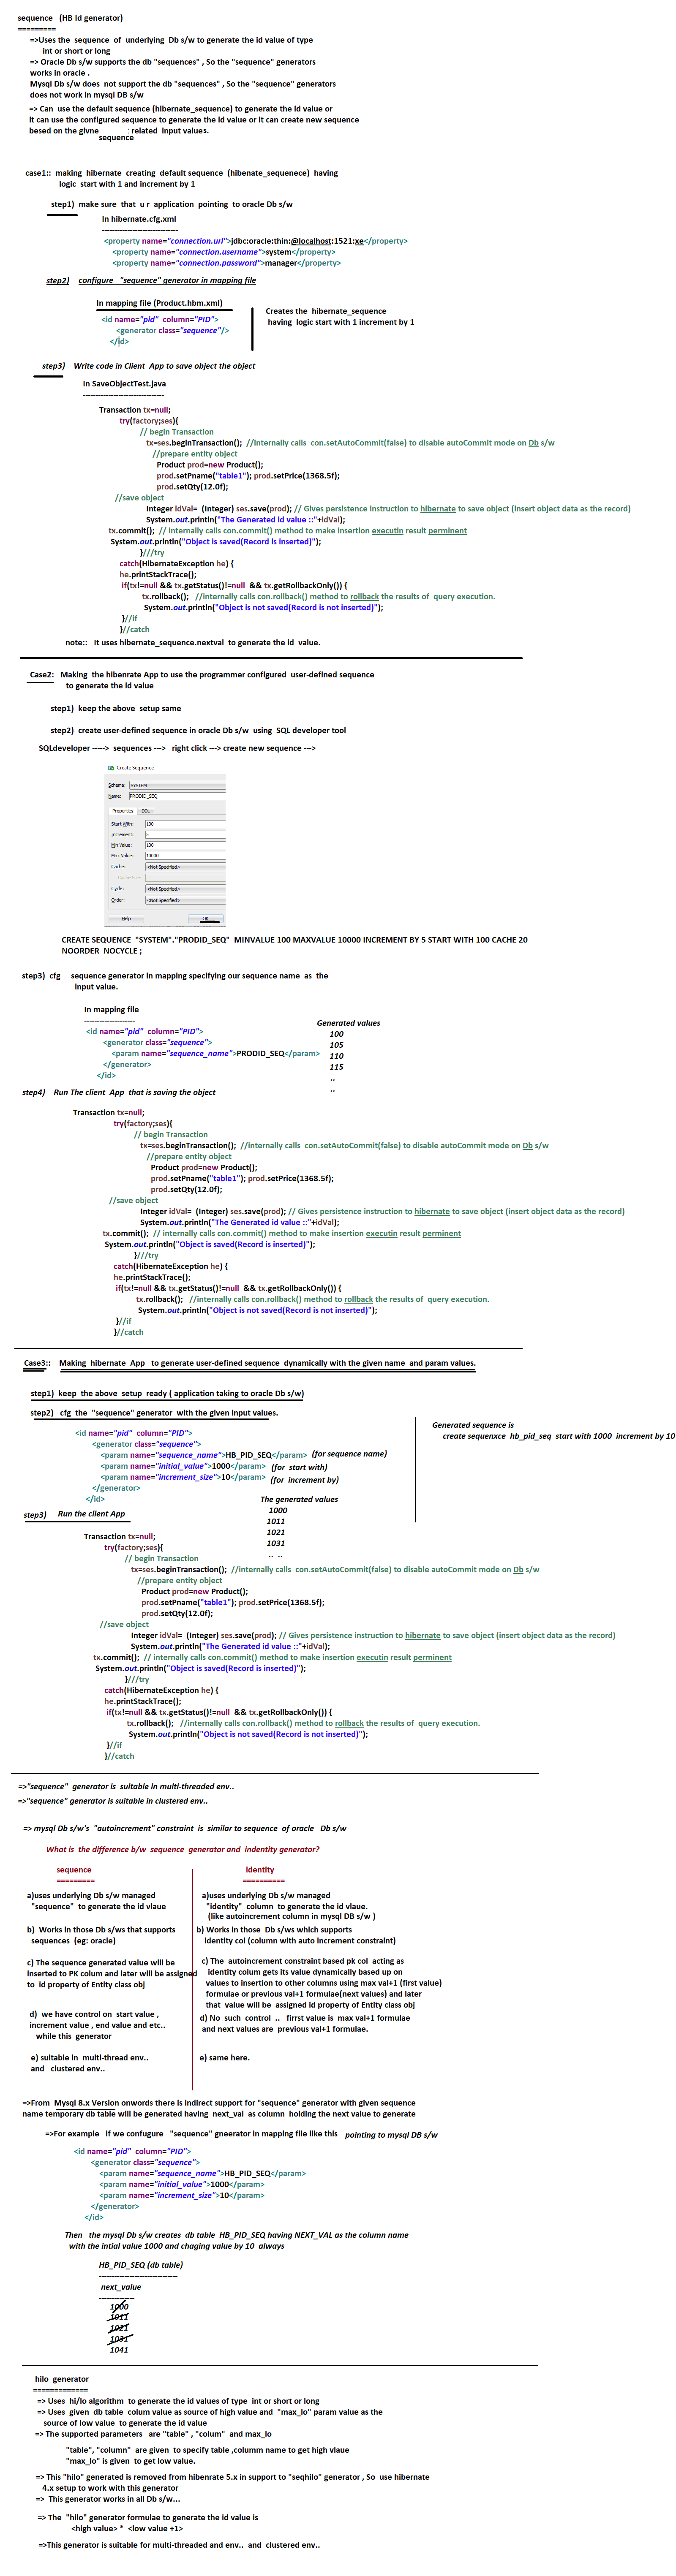 sequence (HB Id generator)
=========
=>Uses the sequence of underlying Db s/w to generate the id value of type
int or short or long
=> Oracle Db s/w supports the db "sequences" , So the "sequence" generators
works in oracle .
Mysql Db s/w does not support the db "sequences" , So the "sequence" generators
does not work in mysql DB s/w
=> Can use the default sequence (hibernate_sequence) to generate the id value or
it can use the configured sequence to generate the id value or it can create new sequence
besed on the givne : related input values.
sequence
case1:: making hibernate creating default sequence (hibenate_sequenece) having
logic start with 1 and increment by 1
step1) make sure that u r application pointing to oracle Db s/w
In hibernate.cfg.xml
------------------------------
<property name="connection.url">jdbc:oracle:thin:@localhost:1521:xe</property>
<property name="connection.username">system</property>
<property name="connection.password">manager</property>
step2) configure "sequence" generator in mapping file
In mapping file (Product.hbm.xml)
<id name="pid" column="PID">
<generator class="sequence"/>
</id>
Creates the hibernate_sequence
having logic start with 1 increment by 1
step3) Write code in Client App to save object the object
In SaveObjectTest.java
--------------------------------
Transaction tx=null;
try(factory;ses){
// begin Transaction
tx=ses.beginTransaction(); //internally calls con.setAutoCommit(false) to disable autoCommit mode on Db s/w
//prepare entity object
Product prod=new Product();
prod.setPname("table1"); prod.setPrice(1368.5f);
prod.setQty(12.0f);
//save object
Integer idVal= (Integer) ses.save(prod); // Gives persistence instruction to hibernate to save object (insert object data as the record)
System.out.println("The Generated id value ::"+idVal);
tx.commit(); // internally calls con.commit() method to make insertion executin result perminent
System.out.println("Object is saved(Record is inserted)");
}///try
catch(HibernateException he) {
he.printStackTrace();
if(tx!=null && tx.getStatus()!=null && tx.getRollbackOnly()) {
tx.rollback(); //internally calls con.rollback() method to rollback the results of query execution.
System.out.println("Object is not saved(Record is not inserted)");
}//if
}//catch
note:: It uses hibernate_sequence.nextval to generate the id value.
Case2: Making the hibenrate App to use the programmer configured user-defined sequence
to generate the id value
step1) keep the above setup same
step2) create user-defined sequence in oracle Db s/w using SQL developer tool
SQLdeveloper -----> sequences ---> right click ---> create new sequence --->
Create Sequence
Schema: SYSTEM
Name: PRODID_SEQ
Properties DDL
Start With: 100
Increment: 5
Min Value: 100
Max Value: 10000
Cache: <Not Specified>
Cache Size:
Cycle: <Not Specified>
Order: <Not Specified>
Help OK
CREATE SEQUENCE "SYSTEM"."PRODID_SEQ" MINVALUE 100 MAXVALUE 10000 INCREMENT BY 5 START WITH 100 CACHE 20
NOORDER NOCYCLE ;
step3) cfg sequence generator in mapping specifying our sequence name as the
input value.
In mapping file
--------------------
<id name="pid" column="PID">
<generator class="sequence">
<param name="sequence_name">PRODID_SEQ</param>
</generator>
</id>
Generated values
100
105
110
115
..
..
step4) Run The client App that is saving the object
Transaction tx=null;
try(factory;ses){
// begin Transaction
tx=ses.beginTransaction(); //internally calls con.setAutoCommit(false) to disable autoCommit mode on Db s/w
//prepare entity object
Product prod=new Product();
prod.setPname("table1"); prod.setPrice(1368.5f);
prod.setQty(12.0f);
//save object
Integer idVal= (Integer) ses.save(prod); // Gives persistence instruction to hibernate to save object (insert object data as the record)
System.out.println("The Generated id value ::"+idVal);
tx.commit(); // internally calls con.commit() method to make insertion executin result perminent
System.out.println("Object is saved(Record is inserted)");
}///try
catch(HibernateException he) {
he.printStackTrace();
if(tx!=null && tx.getStatus()!=null && tx.getRollbackOnly()) {
tx.rollback(); //internally calls con.rollback() method to rollback the results of query execution.
System.out.println("Object is not saved(Record is not inserted)");
}//if
}//catch
Case3:: Making hibernate App to generate user-defined sequence dynamically with the given name and param values.
step1) keep the above setup ready ( application taking to oracle Db s/w)
step2) cfg the "sequence" generator with the given input values.
<id name="pid" column="PID">
<generator class="sequence">
<param name="sequence_name">HB_PID_SEQ</param> (for sequence name)
<param name="initial_value">1000</param> (for start with)
<param name="increment_size">10</param> (for increment by)
</generator>
</id>
Generated sequence is
create sequenxce hb_pid_seq start with 1000 increment by 10
The generated values
1000
1011
1021
1031
.. ..
step3) Run the client App
Transaction tx=null;
try(factory;ses){
// begin Transaction
tx=ses.beginTransaction(); //internally calls con.setAutoCommit(false) to disable autoCommit mode on Db s/w
//prepare entity object
Product prod=new Product();
prod.setPname("table1"); prod.setPrice(1368.5f);
prod.setQty(12.0f);
//save object
Integer idVal= (Integer) ses.save(prod); // Gives persistence instruction to hibernate to save object (insert object data as the record)
System.out.println("The Generated id value ::"+idVal);
tx.commit(); // internally calls con.commit() method to make insertion executin result perminent
System.out.println("Object is saved(Record is inserted)");
}///try
catch(HibernateException he) {
he.printStackTrace();
if(tx!=null && tx.getStatus()!=null && tx.getRollbackOnly()) {
tx.rollback(); //internally calls con.rollback() method to rollback the results of query execution.
System.out.println("Object is not saved(Record is not inserted)");
}//if
}//catch
=>"sequence" generator is suitable in multi-threaded env..
=>"sequence" generator is suitable in clustered env..
=> mysql Db s/w's "autoincrement" constraint is similar to sequence of oracle Db s/w
What is the difference b/w sequence generator and indentity generator?
sequence
=========
a)uses underlying Db s/w managed
"sequence" to generate the id vlaue
b) Works in those Db s/ws that supports
sequences (eg: oracle)
c) The sequence generated value will be
inserted to PK colum and later will be assigned
to id property of Entity class obj
d) we have control on start value ,
increment value , end value and etc..
while this generator
e) suitable in multi-thread env..
and clustered env..
identity
==========
a)uses underlying Db s/w managed
"identity" column to generate the id vlaue.
(like autoincrement column in mysql DB s/w )
b) Works in those Db s/ws which supports
identity col (column with auto increment constraint)
c) The autoincrement constraint based pk col acting as
identity colum gets its value dynamqlically based up on
values to insertion to other columns using max val+1 (first value)
formulae or previous val+1 formulae(next values) and later
that value will be assigned id property of Entity class obj
d) No such control .. firrst value is max val+1 formulae
and next values are previous val+1 formulae.
e) same here.
=>From Mysql 8.x Version onwords there is indirect support for "sequence" generator with given sequence
name temporary db table will be generated having next_val as column holding the next value to generate
=>For example if we confugure "sequence" gneerator in mapping file like this pointing to mysql DB s/w
<id name="pid" column="PID">
<generator class="sequence">
<param name="sequence_name">HB_PID_SEQ</param>
<param name="initial_value">1000</param>
<param name="increment_size">10</param>
</generator>
</id>
Then the mysql Db s/w creates db table HB_PID_SEQ having NEXT_VAL as the column name
with the intial value 1000 and chaging value by 10 always
HB_PID_SEQ (db table)
-------------------------------
next_value
--------------
1000
1011
1021
1031
1041
hilo generator
=============
=> Uses hi/lo algorithm to generate the id values of type int or short or long
=> Uses given db table colum value as source of high value and "max_lo" param value as the
source of low value to generate the id value
=> The supported parameters are "table" , "colum" and max_lo
"table", "column" are given to specify table ,columm name to get high vlaue
"max_lo" is given to get low value.
=> This "hilo" generated is removed from hibenrate 5.x in support to "seqhilo" generator , So use hibernate
4.x setup to work with this generator
=> This generator works in all Db s/w...
=> The "hilo" generator formulae to generate the id value is
<high value> * <low value +1>
=>This generator is suitable for multi-threaded and env.. and clustered env..